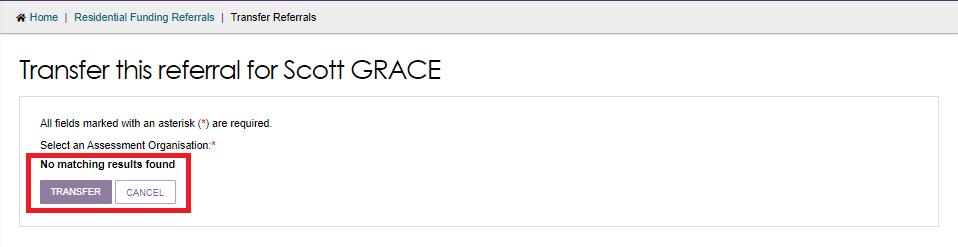 Home | Residential Funding Referrals | Transfer Referrals
Transfer this referral for Scott GRACE
All fields marked with an asterisk (*) are required.
Select an Assessment Organisation:*
No matching results found
TRANSFER CANCEL